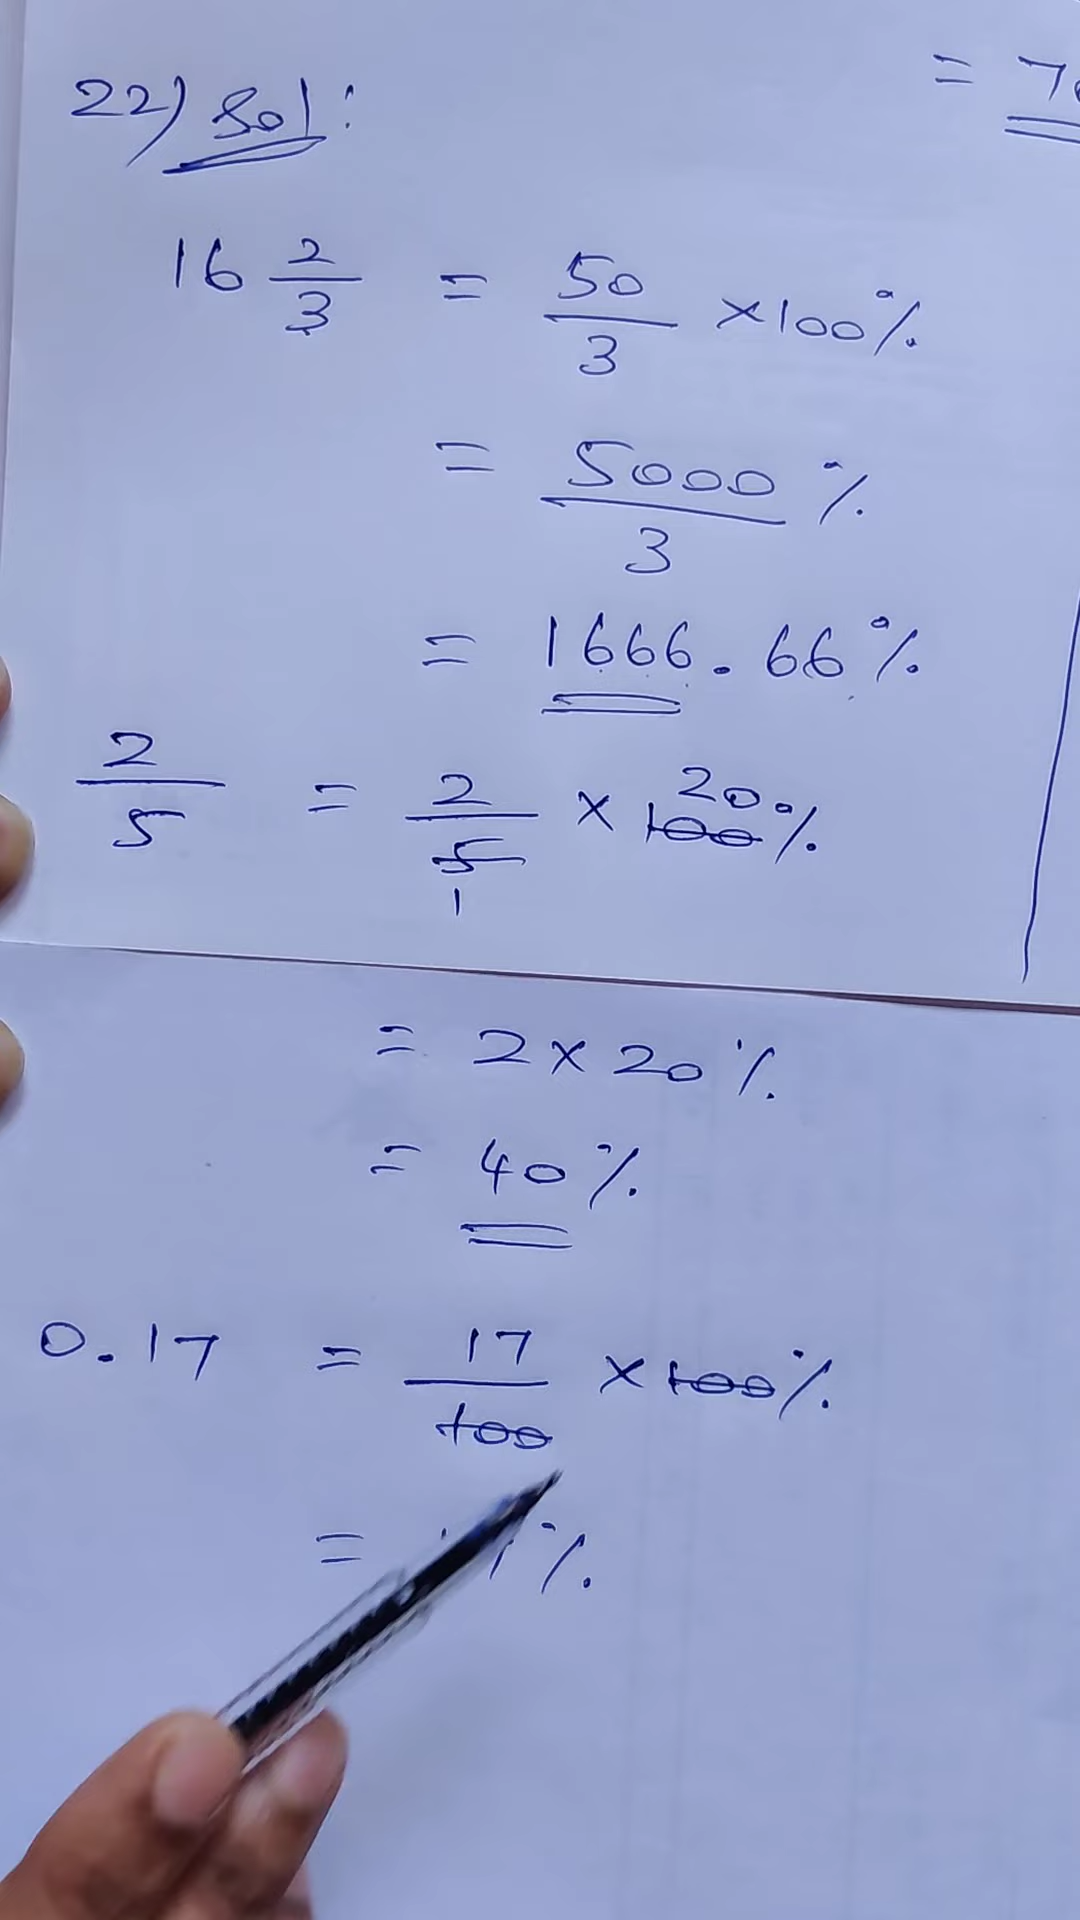 = 7
22) Sol:
16 2/3 = 50/3 ×100%
= 5000/3 %
= 1666.66%
2/5 = 2/5 × 100%
20
1
= 2 × 20%
= 40%
0.17 = 17/100 ×100%
= %